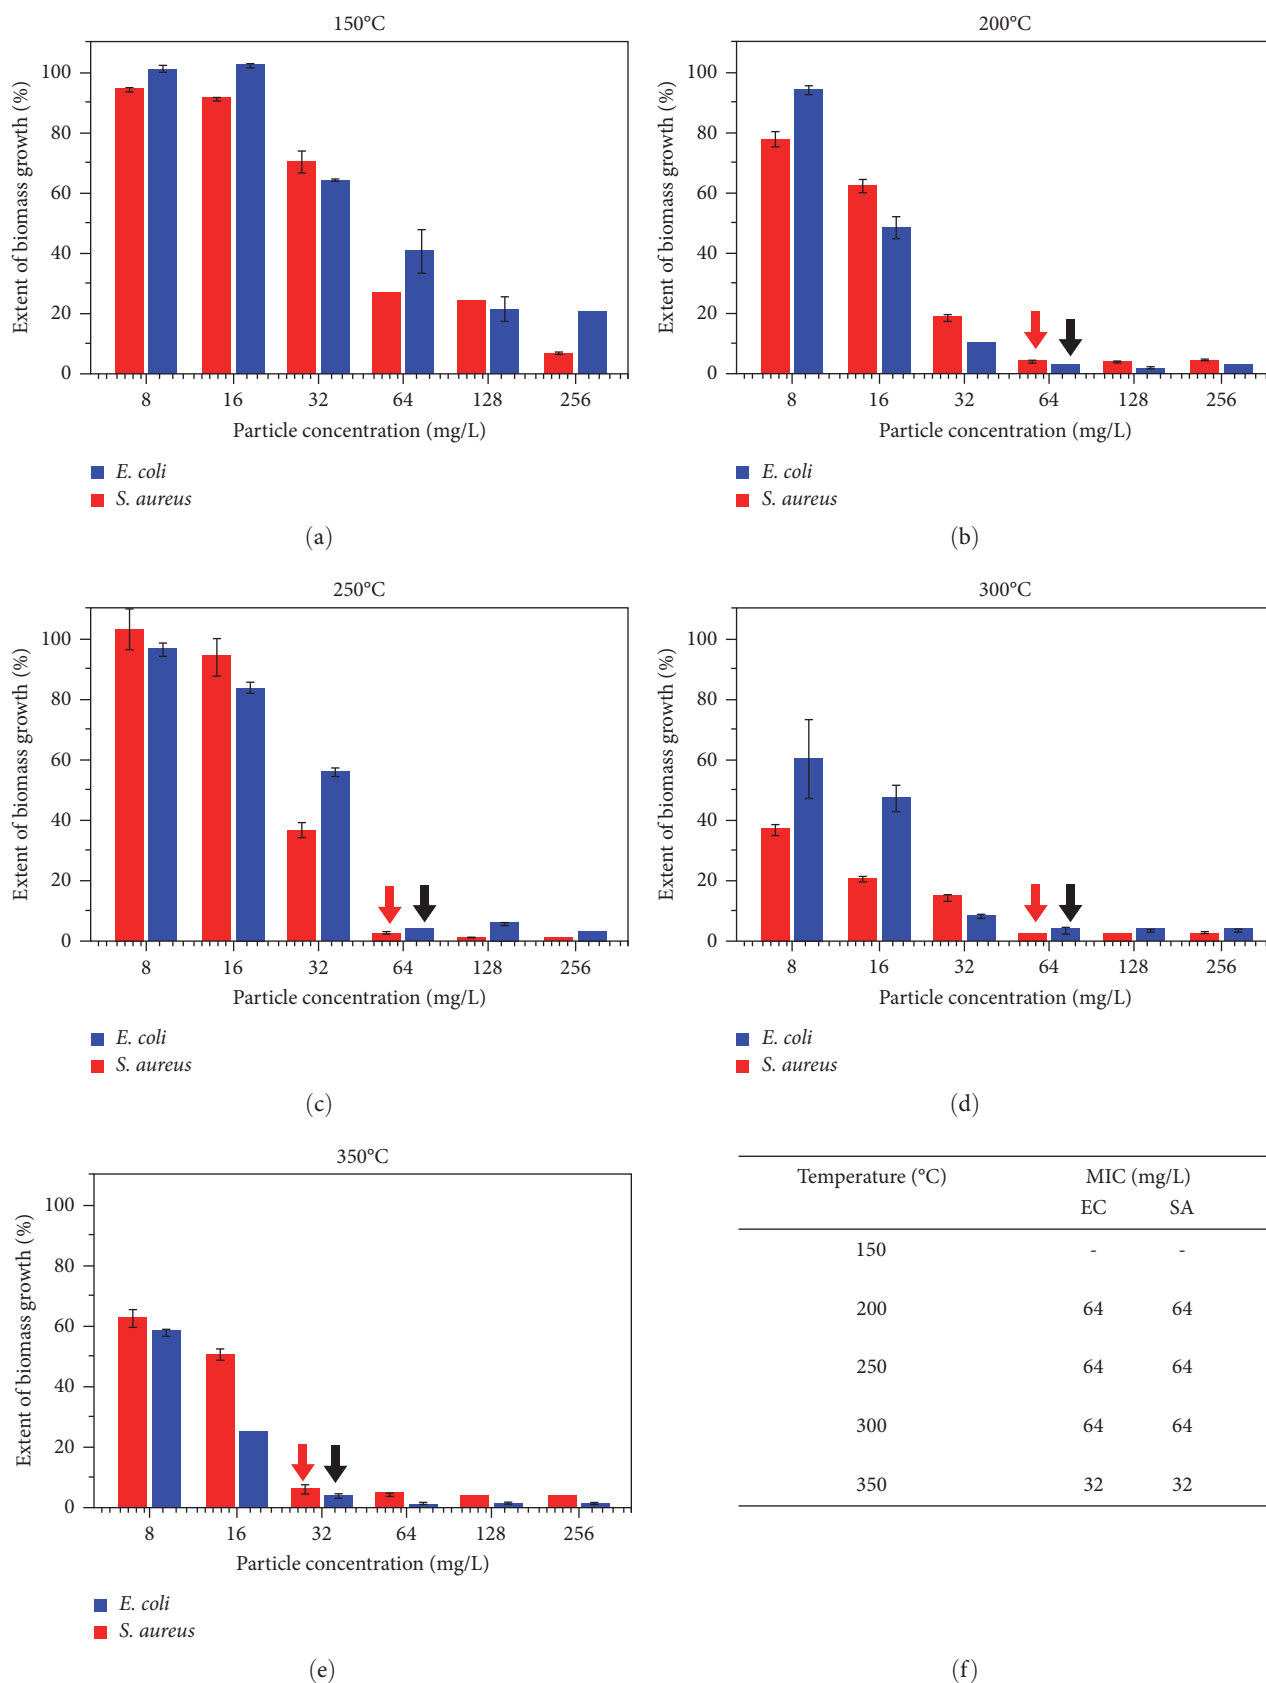 150°C
Extent of biomass growth (%)
100
80
60
40
20
0
8 16 32 64 128 256
Particle concentration (mg/L)
E. coli
S. aureus
(a)
200°C
Extent of biomass growth (%)
100
80
60
40
20
0
8 16 32 64 128 256
Particle concentration (mg/L)
E. coli
S. aureus
(b)
250°C
Extent of biomass growth (%)
100
80
60
40
20
0
8 16 32 64 128 256
Particle concentration (mg/L)
E. coli
S. aureus
(c)
300°C
Extent of biomass growth (%)
100
80
60
40
20
0
8 16 32 64 128 256
Particle concentration (mg/L)
E. coli
S. aureus
(d)
350°C
Extent of biomass growth (%)
100
80
60
40
20
0
8 16 32 64 128 256
Particle concentration (mg/L)
E. coli
S. aureus
(e)
Temperature (°C) MIC (mg/L)
EC SA
150 - -
200 64 64
250 64 64
300 64 64
350 32 32
(f)